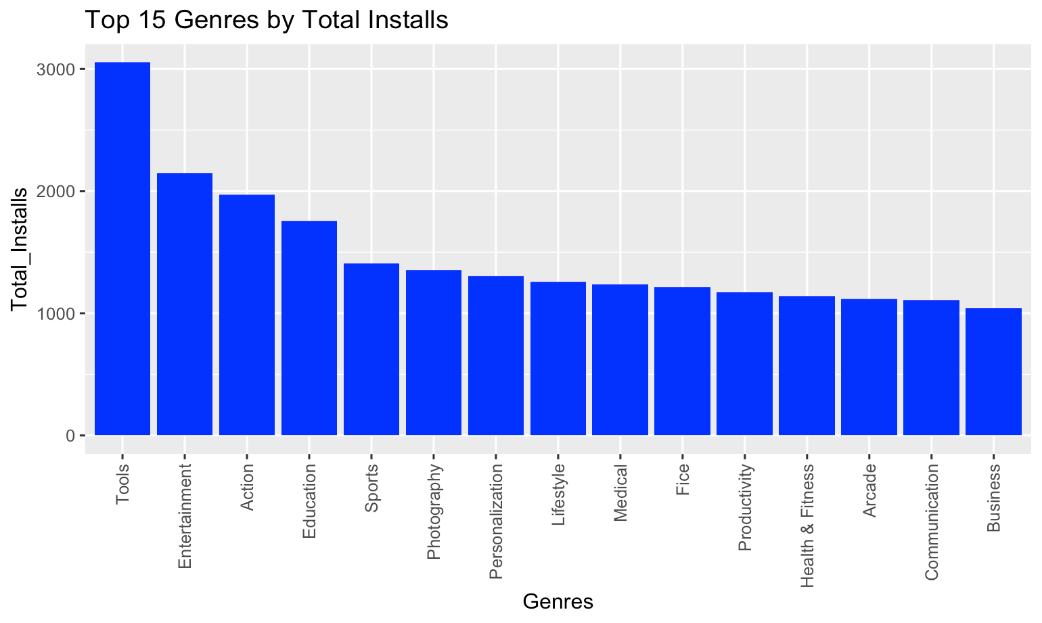 Top 15 Genres by Total Installs
Total_Installs
3000
2000
1000
0
Tools
Entertainment
Action
Education
Sports
Photography
Personalization
Lifestyle
Medical
Fice
Productivity
Health & Fitness
Arcade
Communication
Business
Genres